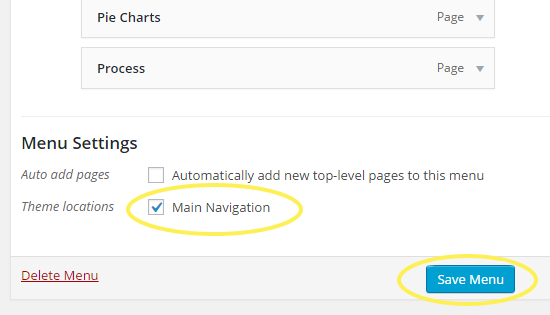 Pie Charts Page
Process Page
Menu Settings
Auto add pages Automatically add new top-level pages to this menu
Theme locations Main Navigation
Delete Menu Save Menu